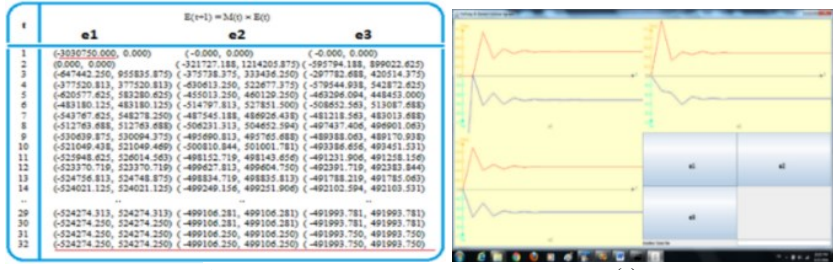 t
E(t+1) = M(t) × E(t)
e1 e2 e3
1 (-3030750.000, 0.000) (-0.000, 0.000) (-0.000, 0.000)
2 (0.000, 0.000) (-321727.188, 1214205.875) (-595794.188, 899022.625)
3 (-647442.250, 955835.875) (-375738.375, 333436.250) (-297782.688, 420514.375)
4 (-377520.813, 377520.813) (-630613.250, 522677.375) (-579544.938, 542872.625)
5 (-620577.625, 583280.625) (-455013.250, 460129.250) (-463296.094, 448453.000)
6 (-483180.125, 483180.125) (-514797.813, 527851.500) (-508652.563, 513087.688)
7 (-543767.625, 548278.250) (-487545.188, 486926.438) (-481218.563, 483013.688)
8 (-512763.688, 512763.688) (-506231.313, 504652.594) (-497437.406, 496901.063)
9 (-530639.875, 530094.375) (-495690.813, 495765.688) (-489388.063, 489170.938)
10 (-521049.438, 521049.469) (-500810.844, 501001.781) (-493386.656, 493451.531)
11 (-525948.625, 526014.563) (-498152.719, 498143.656) (-491231.906, 491258.156)
12 (-523370.719, 523370.719) (-499627.813, 499604.750) (-492391.719, 492383.844)
13 (-524756.813, 524748.875) (-498834.719, 498835.813) (-491788.219, 491785.063)
14 (-524021.125, 524021.125) (-499249.156, 499251.906) (-492102.594, 492103.531)
.. .. ..
29 (-524274.313, 524274.313) (-499106.281, 499106.281) (-491993.781, 491993.781)
30 (-524274.250, 524274.250) (-499106.281, 499106.281) (-491993.781, 491993.781)
31 (-524274.250, 524274.250) (-499106.250, 499106.250) (-491993.750, 491993.750)
32 (-524274.250, 524274.250) (-499106.250, 499106.250) (-491993.750, 491993.750)
e1
e2
e3